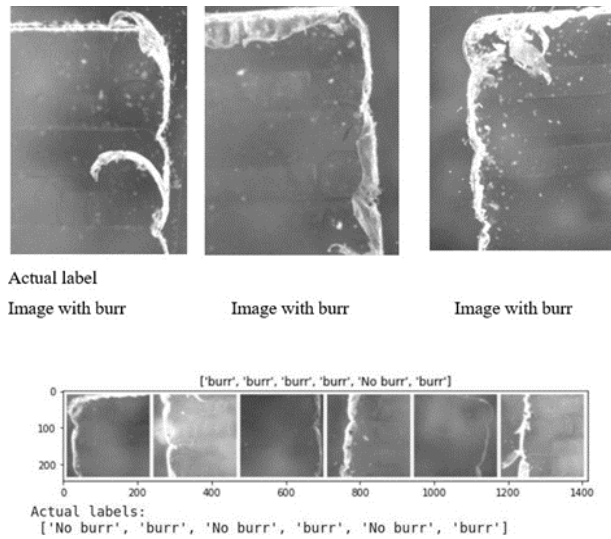 Actual label
Image with burr
Image with burr
Image with burr
['burr', 'burr', 'burr', 'burr', 'No burr', 'burr']
0
100
200
0
200
400
600
800
1000
1200
1400
Actual labels:
['No burr', 'burr', 'No burr', 'burr', 'No burr', 'burr']